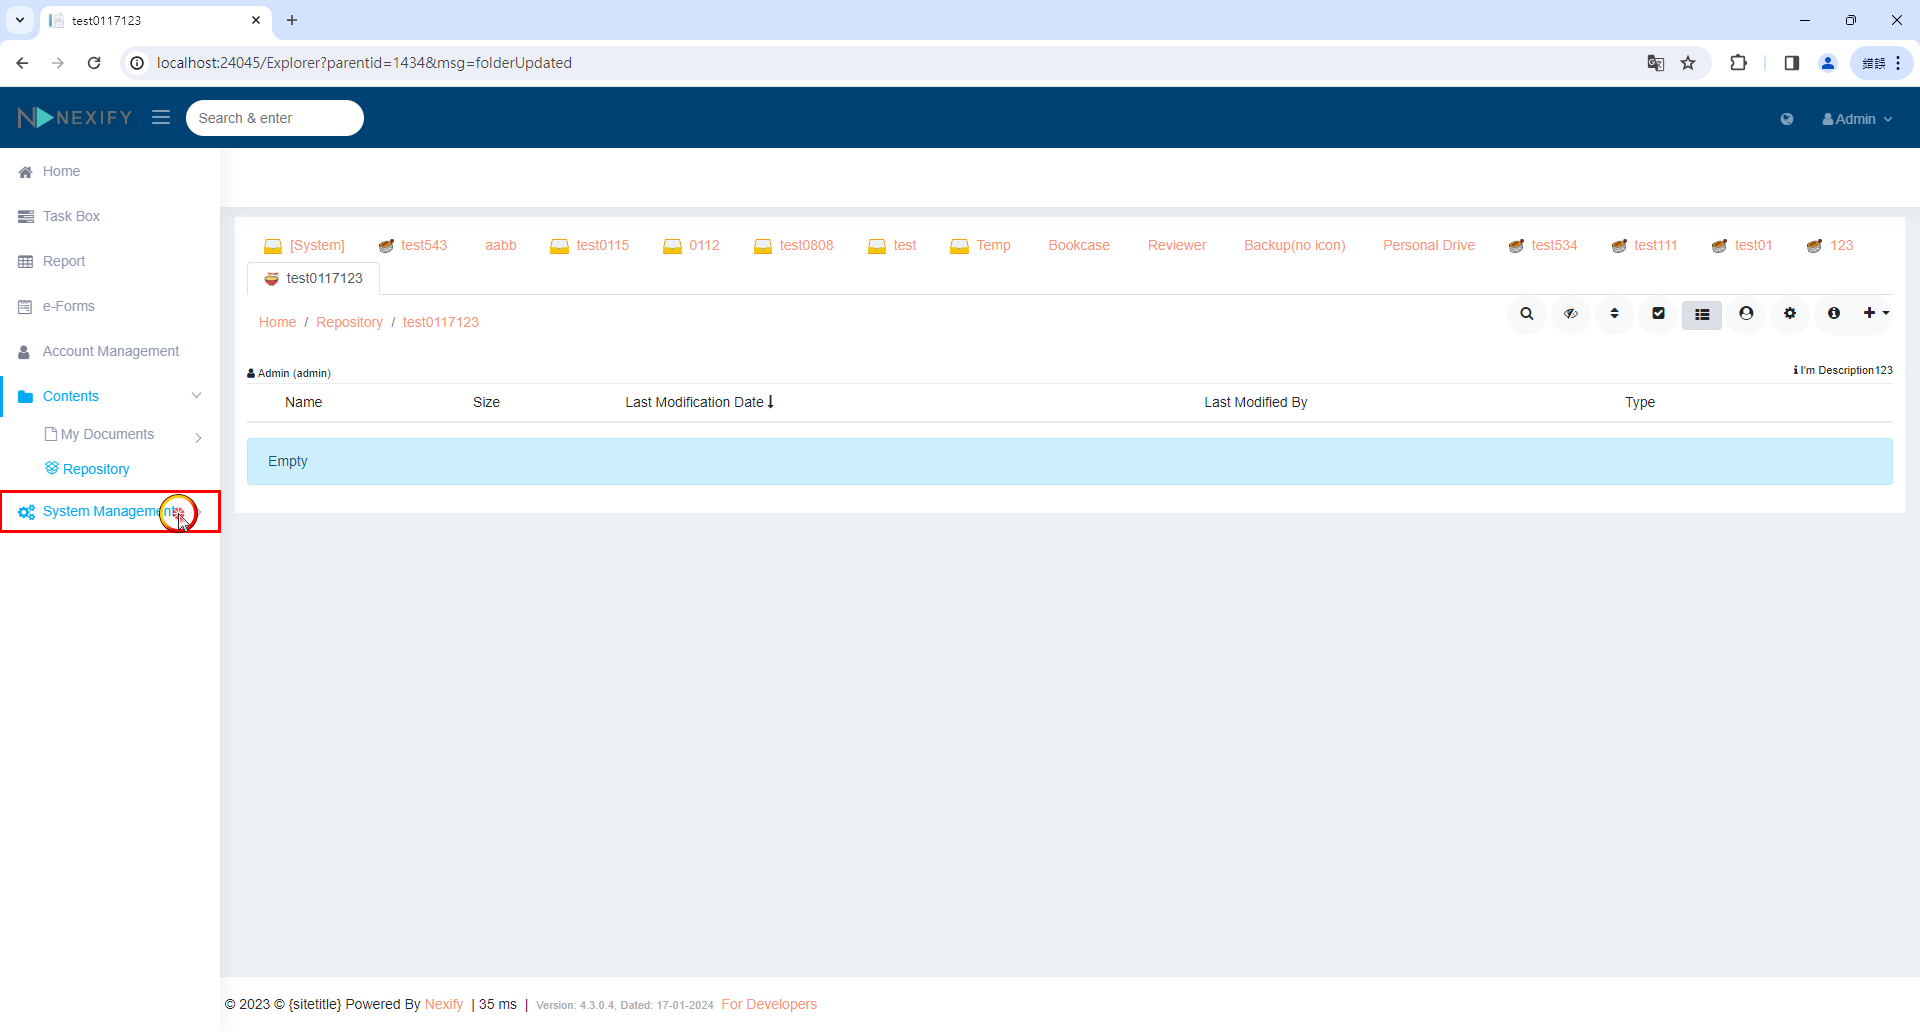 test0117123
localhost:24045/Explorer?parentid=1434&msg=folderUpdated
錯誤
NEXIFY
Search & enter
Admin
Home
Task Box
Report
e-Forms
Account Management
Contents
My Documents
Repository
System Management
[System] test543 aabb test0115 0112 test0808 test Temp Bookcase Reviewer Backup(no icon) Personal Drive test534 test111 test01 123
test0117123
Home / Repository / test0117123
Admin (admin)
I'm Description123
Name Size Last Modification Date Last Modified By Type
Empty
© 2023 © {sitetitle} Powered By Nexify | 35 ms | Version: 4.3.0.4, Dated: 17-01-2024 For Developers